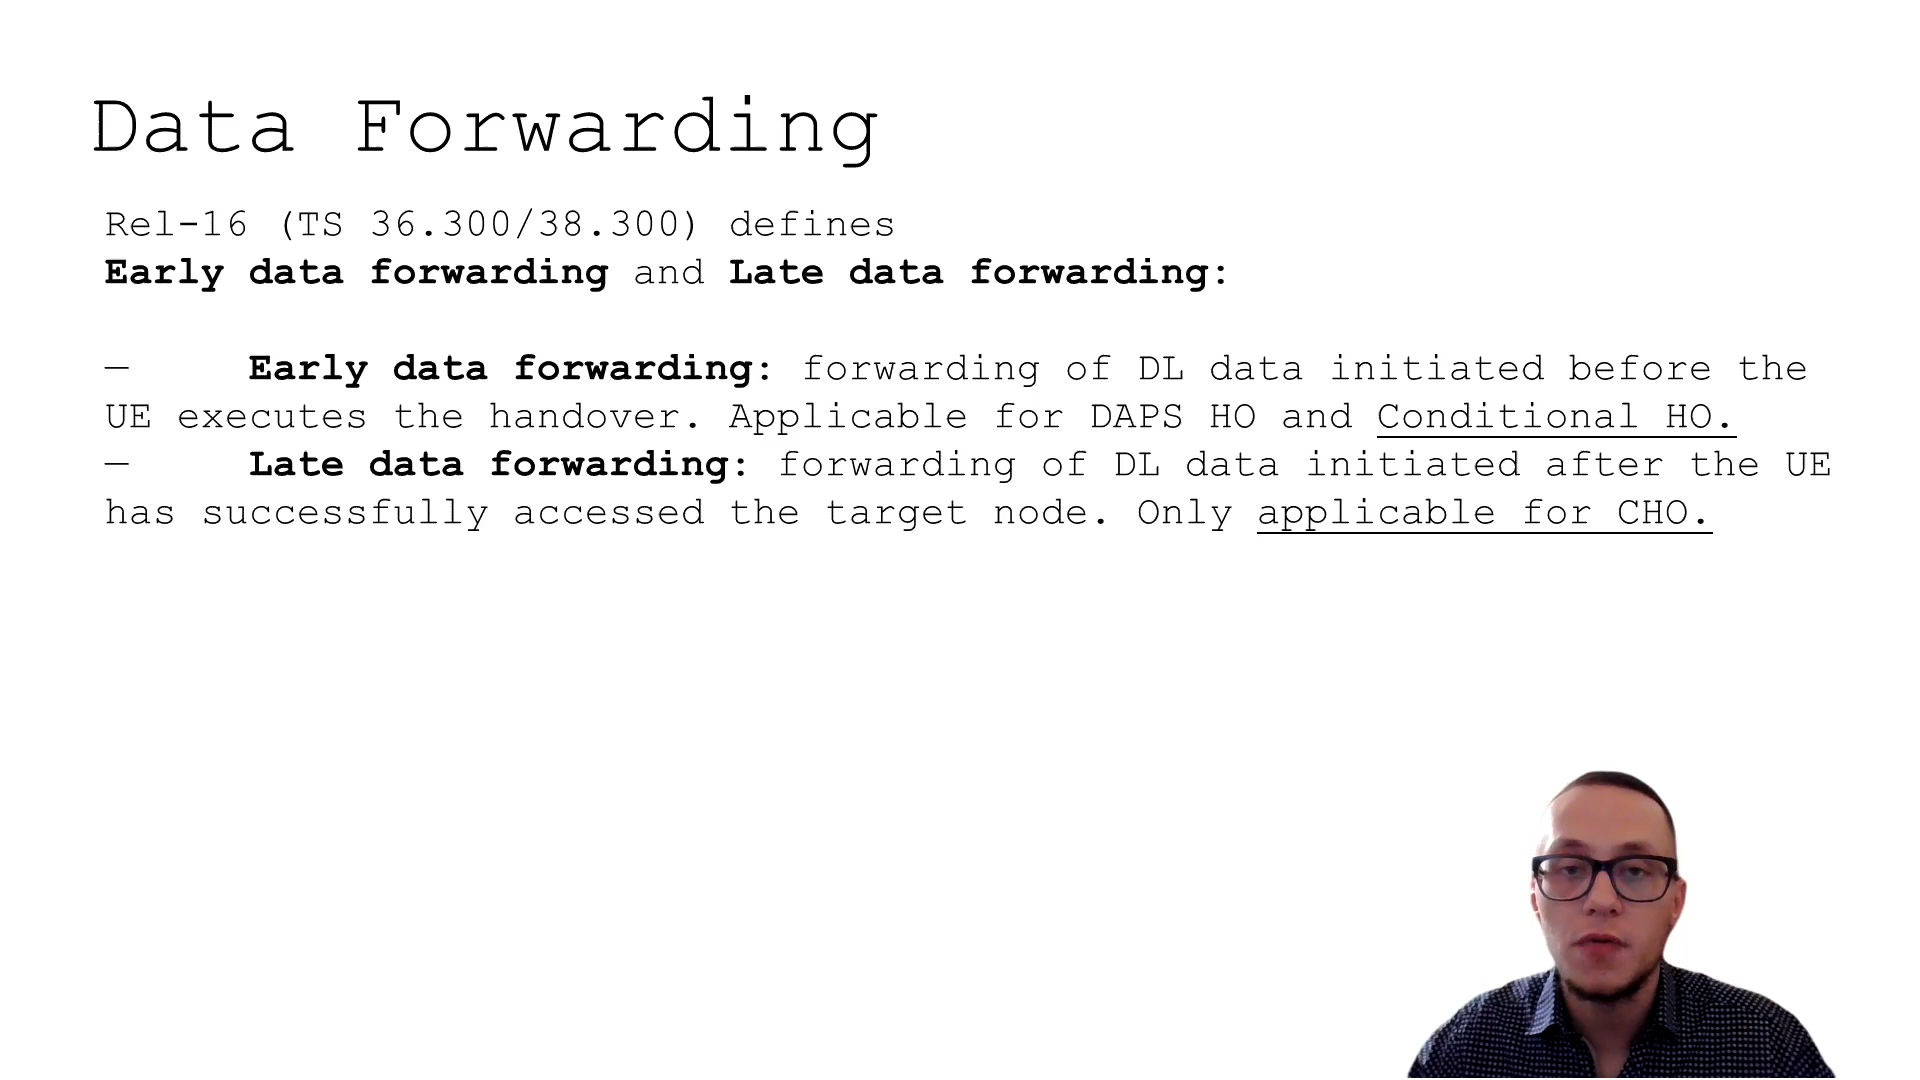 Data Forwarding
Rel-16 (TS 36.300/38.300) defines
Early data forwarding and Late data forwarding:
— Early data forwarding: forwarding of DL data initiated before the
UE executes the handover. Applicable for DAPS HO and Conditional HO.
— Late data forwarding: forwarding of DL data initiated after the UE
has successfully accessed the target node. Only applicable for CHO.